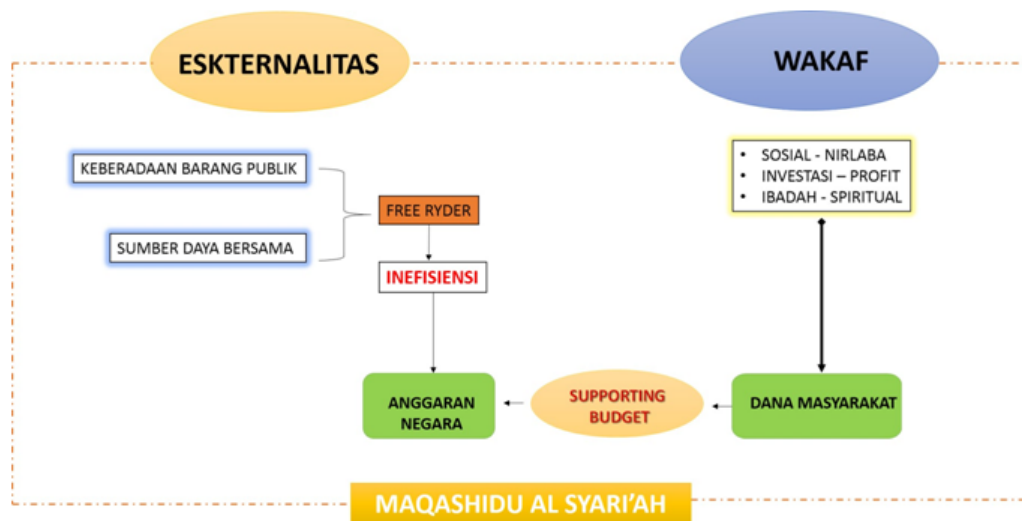 ESKTERNALITAS
WAKAF
KEBERADAAN BARANG PUBLIK
SUMBER DAYA BERSAMA
FREE RYDER
INEFISIENSI
• SOSIAL - NIRLABA
• INVESTASI – PROFIT
• IBADAH - SPIRITUAL
ANGGARAN
NEGARA
SUPPORTING
BUDGET
DANA MASYARAKAT
MAQASHIDU AL SYARI'AH